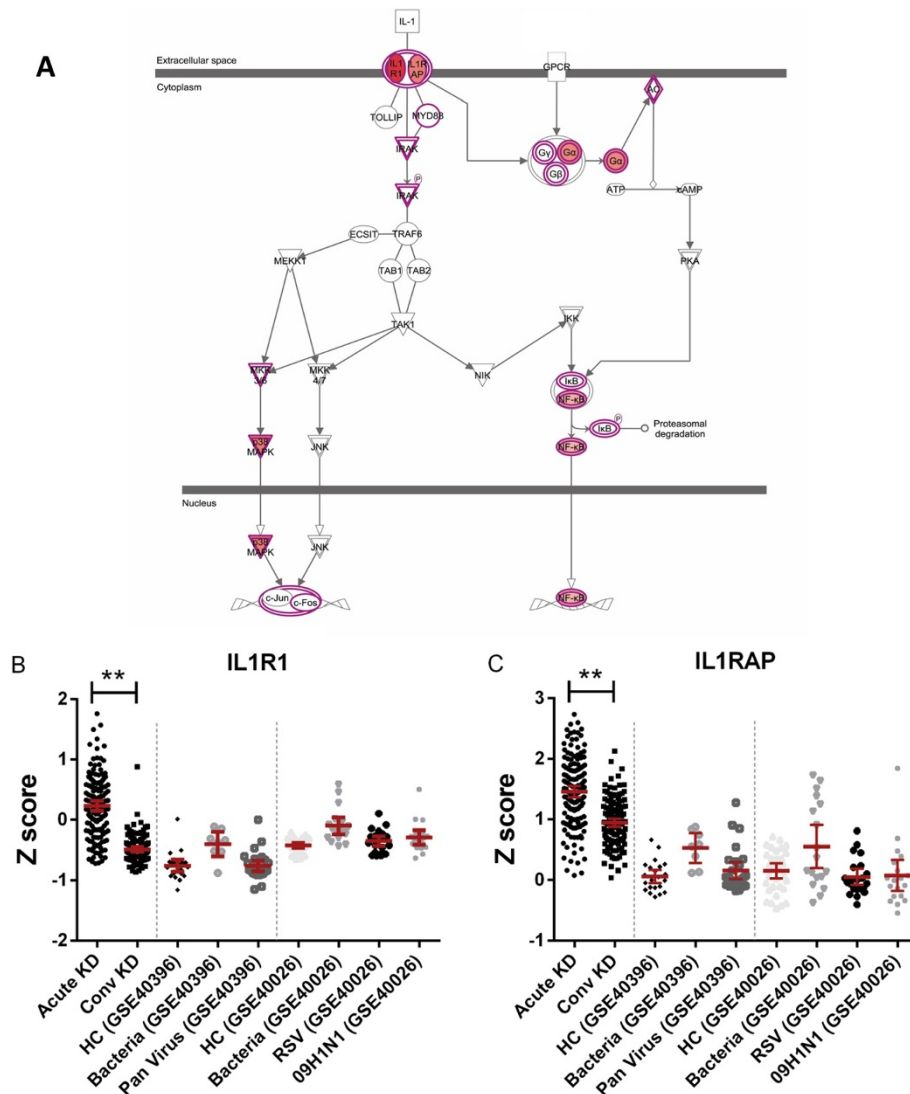 A
IL-1
Extracellular space
Cytoplasm
IL1
R1
IL1R
AP
GPCR
AC
TOLLIP
MYD88
IRAK
Gγ
Gα
Gβ
Gα
P
IRAK
ATP
cAMP
ECSIT
TRAF6
MEKK1
TAB1
TAB2
PKA
TAK1
IKK
MKK
3/6
MKK
4/7
NIK
IκB
NF-κB
P
IκB
Proteasomal
degradation
p38
MAPK
JNK
NF-κB
Nucleus
p38
MAPK
JNK
c-Jun
c-Fos
NF-κB
B
IL1R1
**
Z score
2
1
0
-1
-2
Acute KD
Conv KD
HC (GSE40396)
Bacteria (GSE40396)
Pan Virus (GSE40396)
HC (GSE40026)
Bacteria (GSE40026)
RSV (GSE40026)
09H1N1 (GSE40026)
C
IL1RAP
**
Z score
3
2
1
0
-1
Acute KD
Conv KD
HC (GSE40396)
Bacteria (GSE40396)
Pan Virus (GSE40396)
HC (GSE40026)
Bacteria (GSE40026)
RSV (GSE40026)
09H1N1 (GSE40026)